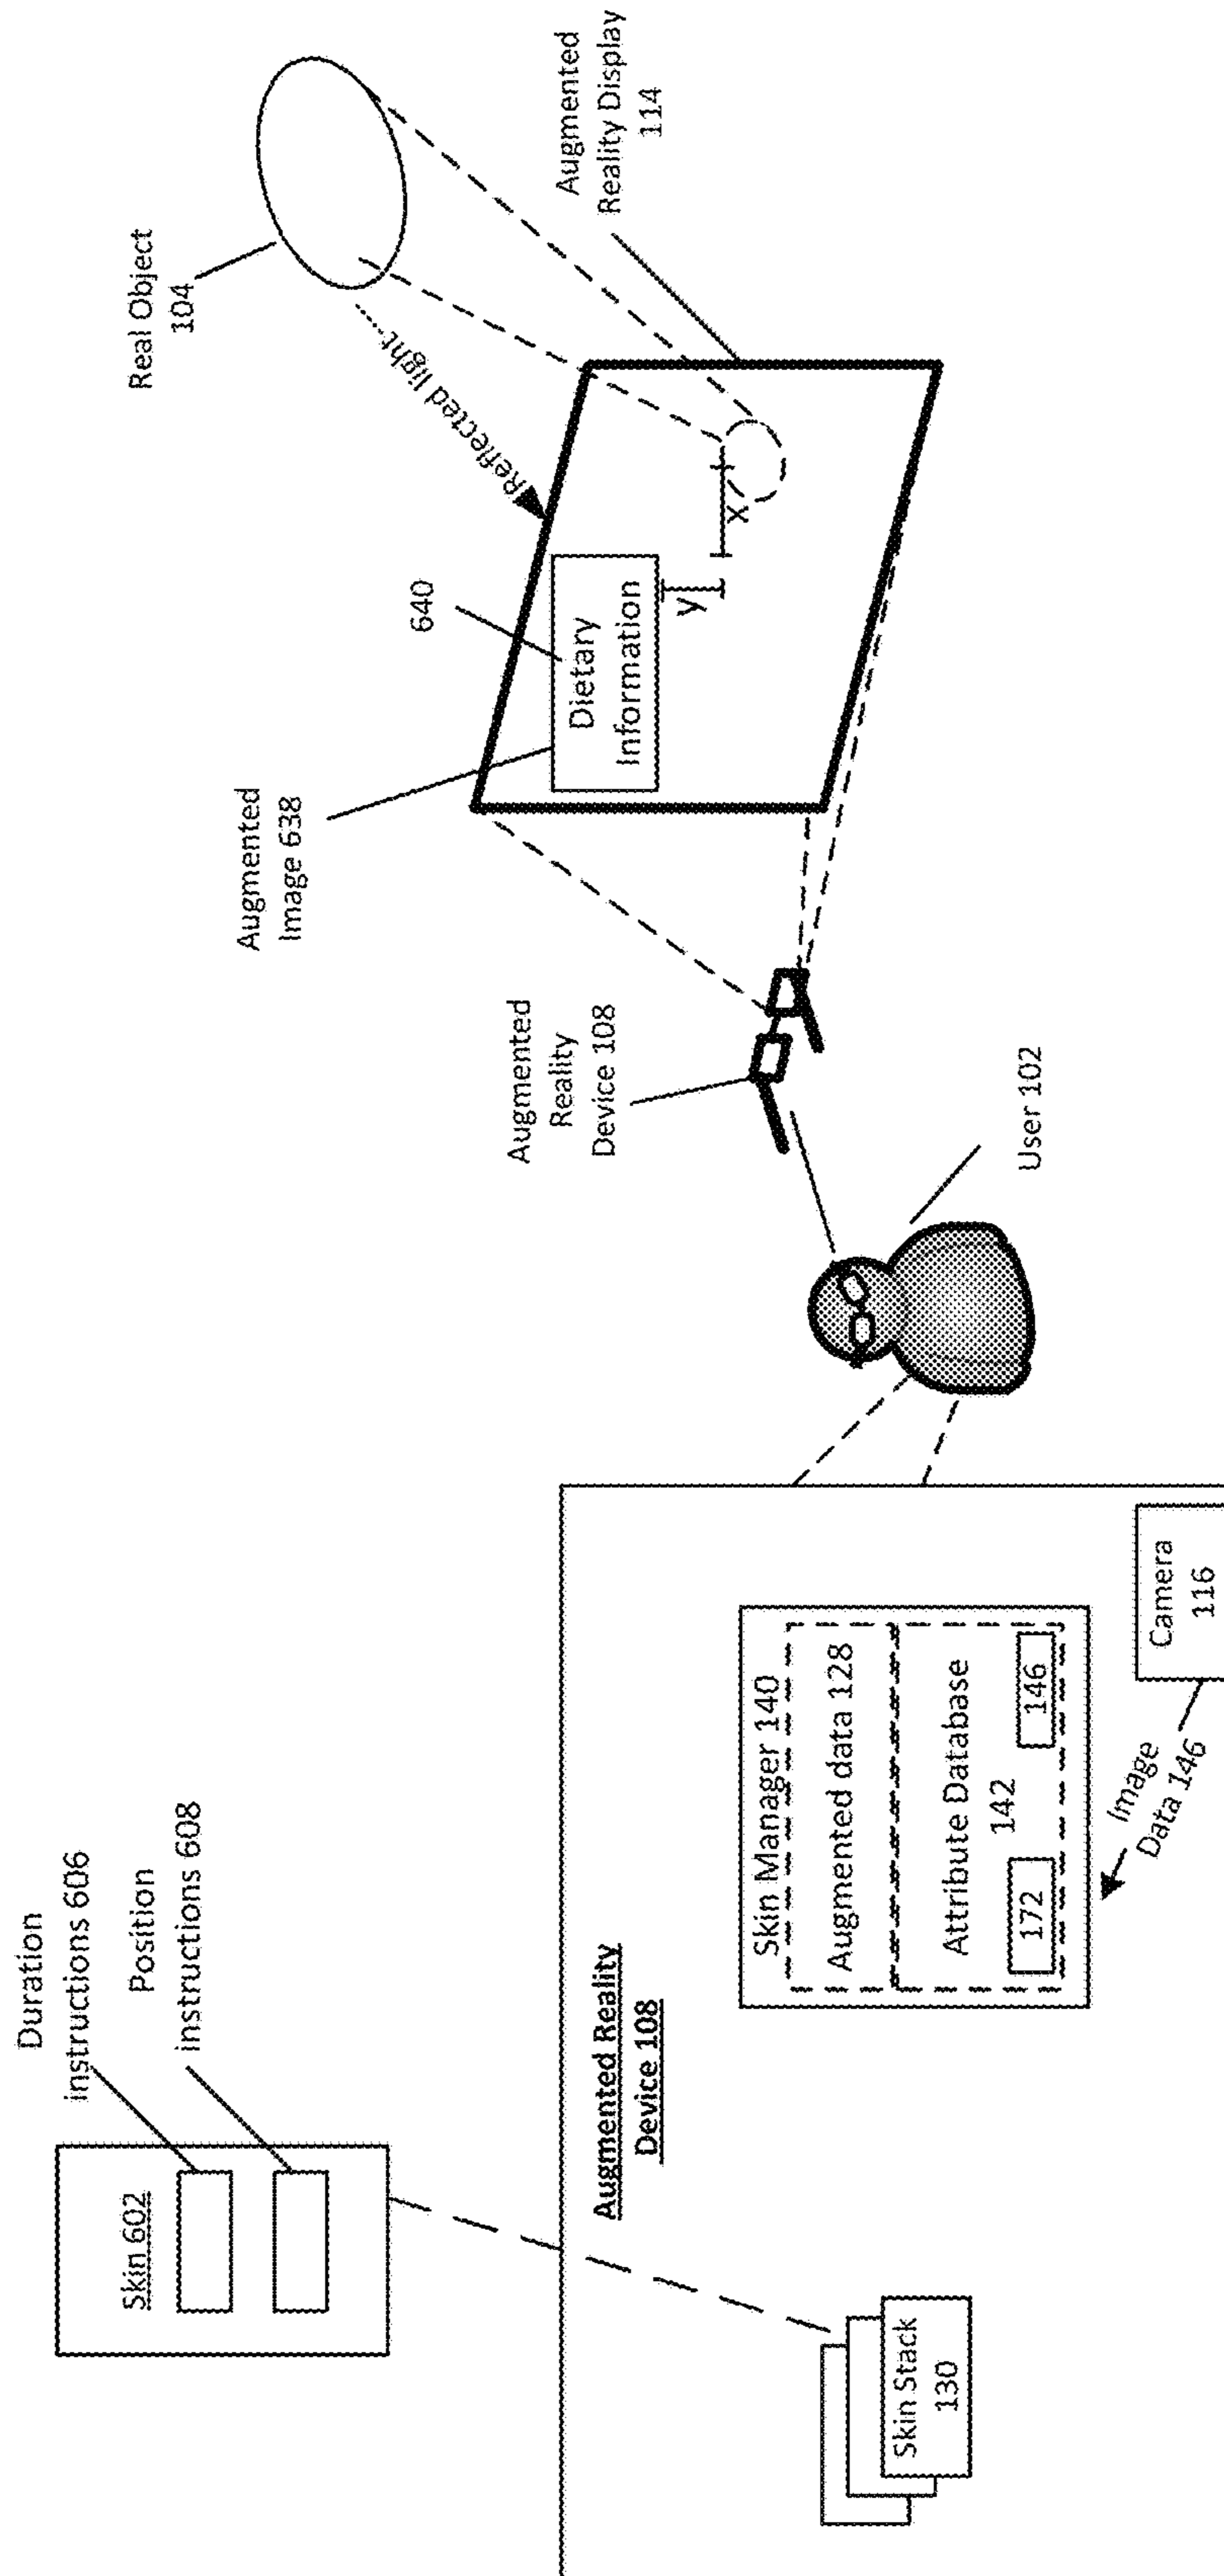 Duration
instructions 606
Position
instructions 608
Skin 602
Augmented Reality
Device 108
Skin Stack
130
Skin Manager 140
Augmented data 128
Attribute Database
142
172
146
Image
Data 146
Camera
116
User 102
Augmented
Reality
Device 108
Augmented
Image 638
640
Dietary
Information
y
x
Reflected light
Real Object
104
Augmented
Reality Display
114